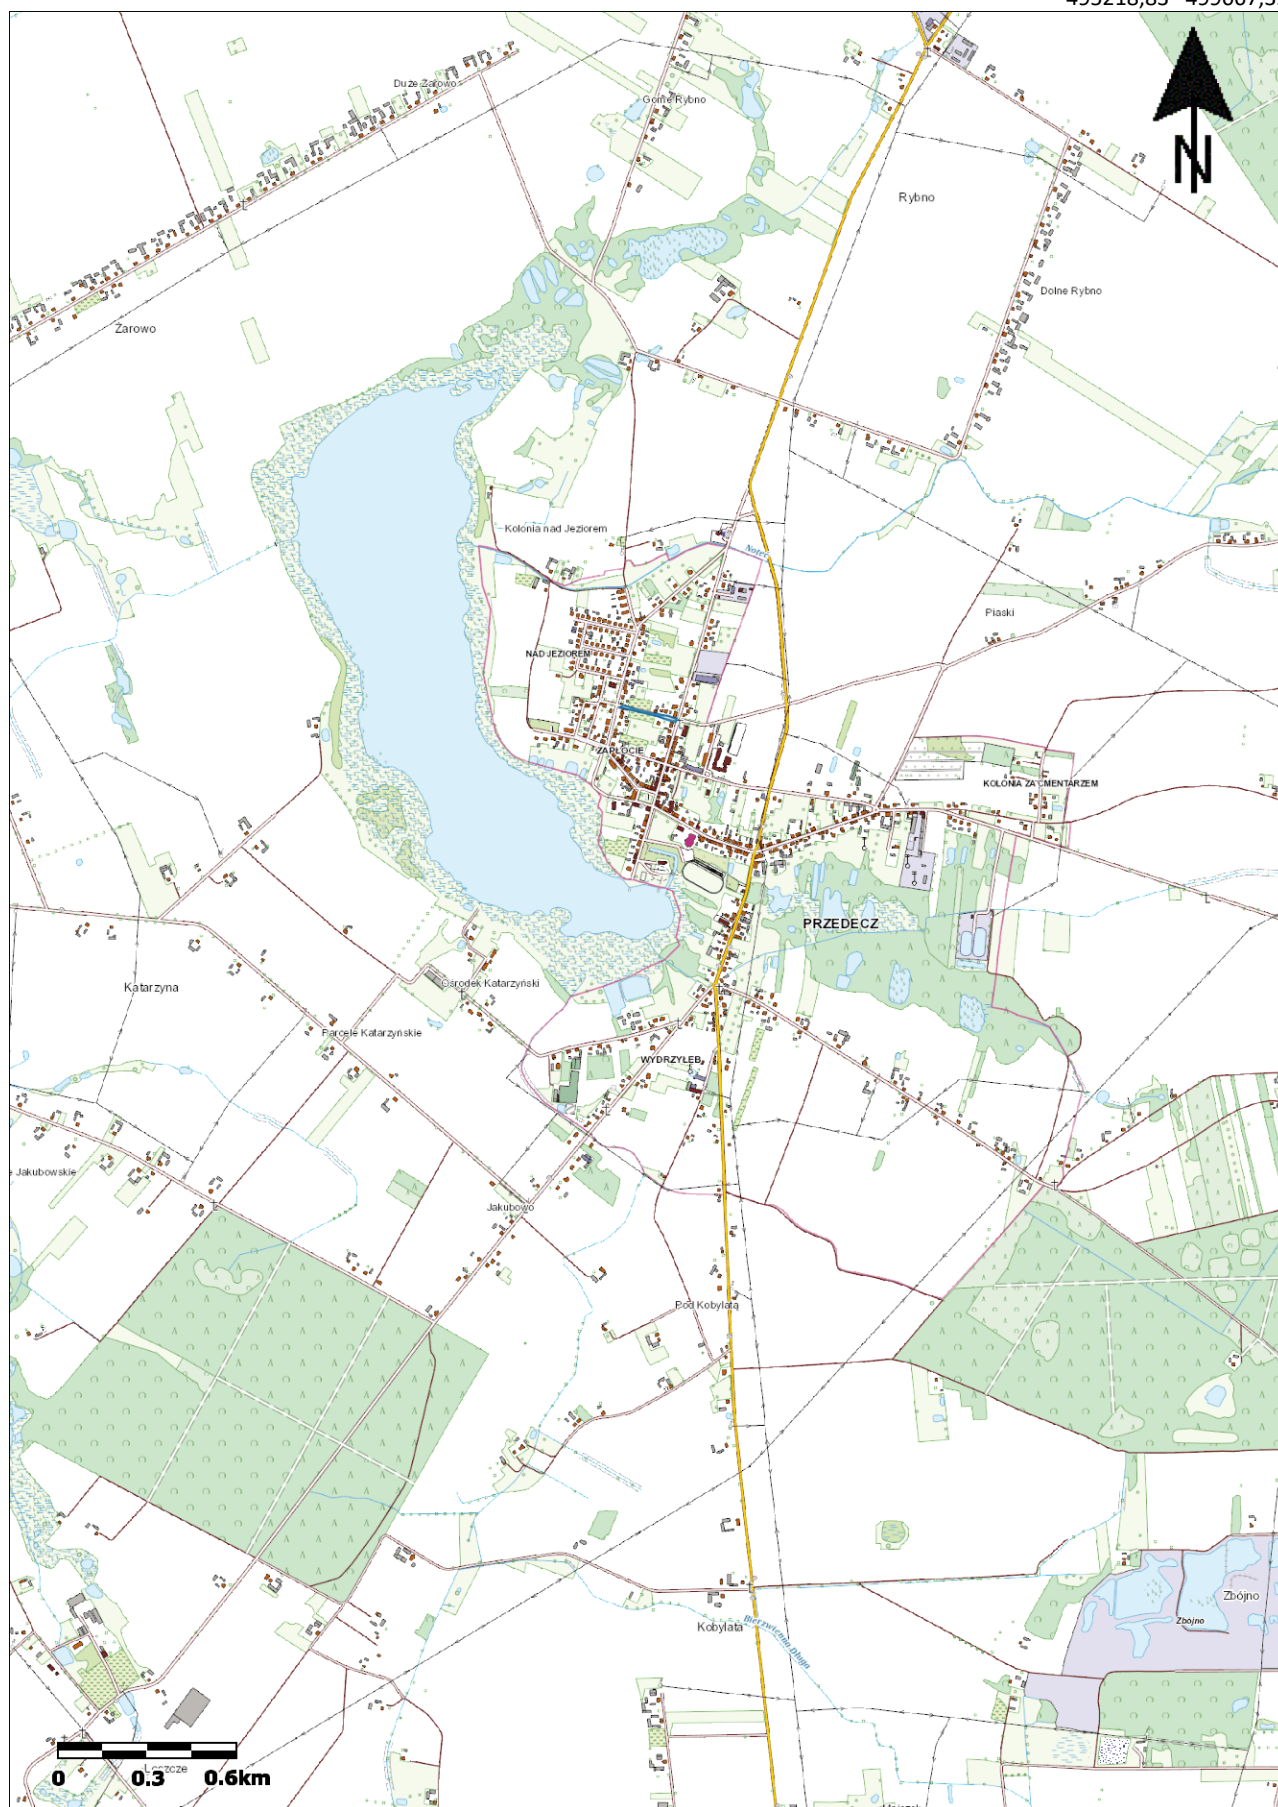 Duże Żarowo
Górne Rybno
N
Rybno
Dolne Rybno
Żarowo
Kolonia nad Jeziorem
Noteć
Piaski
NAD JEZIOREM
ZAPŁOCIE
KOLONIA ZA CMENTARZEM
PRZEDECZ
Katarzyna
Ośrodek Katarzyński
Parcele Katarzyńskie
WYDRZYŁEB
Jakubowskie
Jakubowo
Pod Kobylatą
Zbójno
Zbójno
Kobylata
Bierzwienna Długa
Leszcze
0 0.3 0.6km